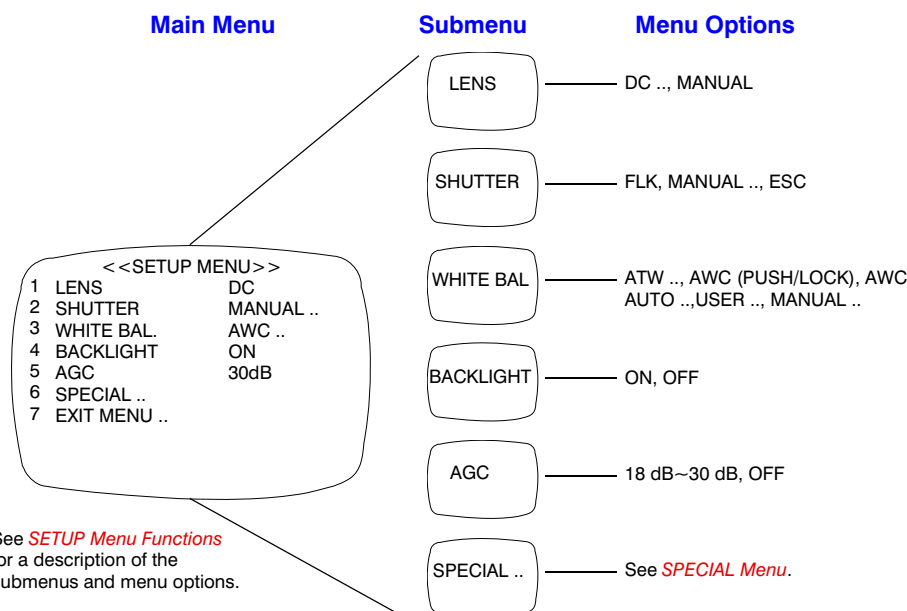 Main Menu Submenu Menu Options
LENS DC .., MANUAL
SHUTTER FLK, MANUAL .., ESC
WHITE BAL ATW .., AWC (PUSH/LOCK), AWC
AUTO ..,USER .., MANUAL ..
BACKLIGHT ON, OFF
AGC 18 dB~30 dB, OFF
SPECIAL .. See SPECIAL Menu.
<<SETUP MENU>>
1 LENS DC
2 SHUTTER MANUAL ..
3 WHITE BAL. AWC ..
4 BACKLIGHT ON
5 AGC 30dB
6 SPECIAL ..
7 EXIT MENU ..
See SETUP Menu Functions
for a description of the
submenus and menu options.